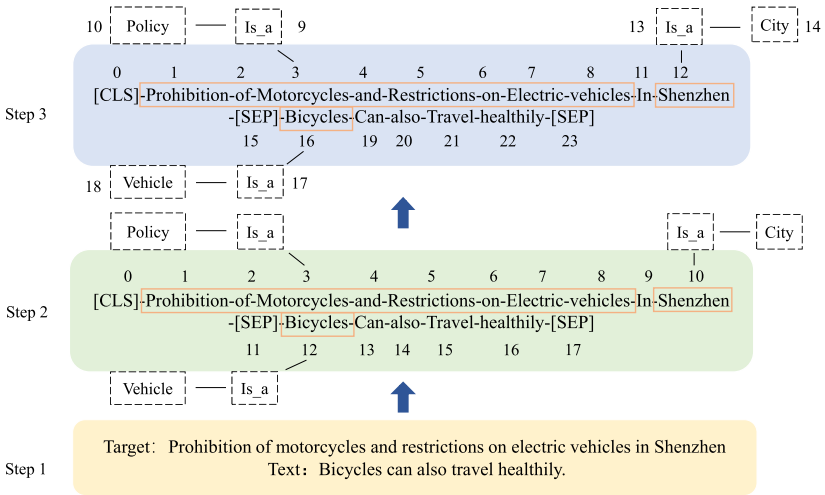 10 Policy Is_a 9 13 Is_a City 14
0 1 2 3 4 5 6 7 8 11 12
[CLS]-Prohibition-of-Motorcycles-and-Restrictions-on-Electric-vehicles-In-Shenzhen
Step 3
-[SEP]-Bicycles-Can-also-Travel-healthily-[SEP]
15 16 19 20 21 22 23
18 Vehicle Is_a 17
Policy Is_a Is_a City
0 1 2 3 4 5 6 7 8 9 10
[CLS]-Prohibition-of-Motorcycles-and-Restrictions-on-Electric-vehicles-In-Shenzhen
Step 2
-[SEP]-Bicycles-Can-also-Travel-healthily-[SEP]
11 12 13 14 15 16 17
Vehicle Is_a
Target: Prohibition of motorcycles and restrictions on electric vehicles in Shenzhen
Step 1
Text: Bicycles can also travel healthily.